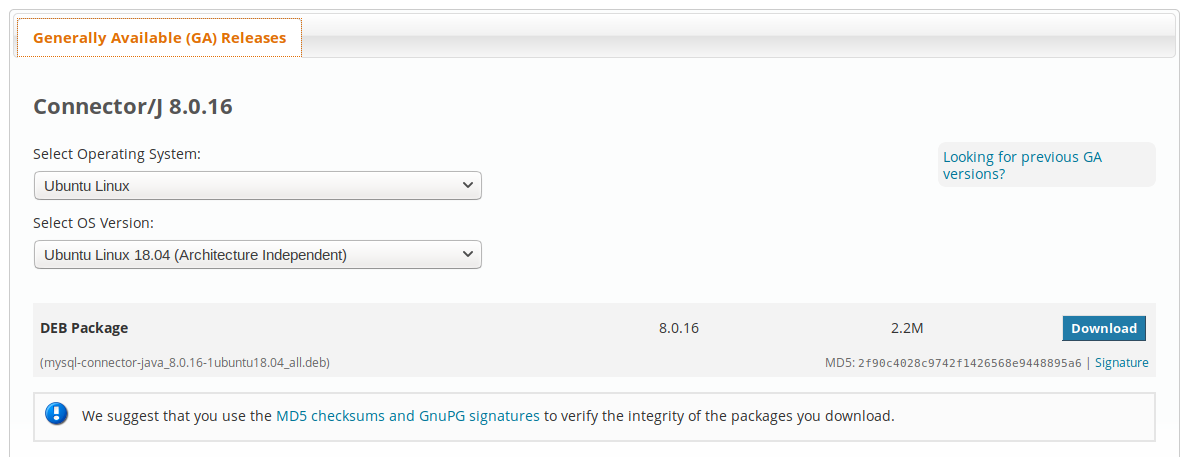 Generally Available (GA) Releases
Connector/J 8.0.16
Select Operating System:
Looking for previous GA
versions?
Ubuntu Linux
Select OS Version:
Ubuntu Linux 18.04 (Architecture Independent)
DEB Package 8.0.16 2.2M Download
(mysql-connector-java_8.0.16-1ubuntu18.04_all.deb) MD5: 2f90c4028c9742f1426568e9448895a6 | Signature
We suggest that you use the MD5 checksums and GnuPG signatures to verify the integrity of the packages you download.